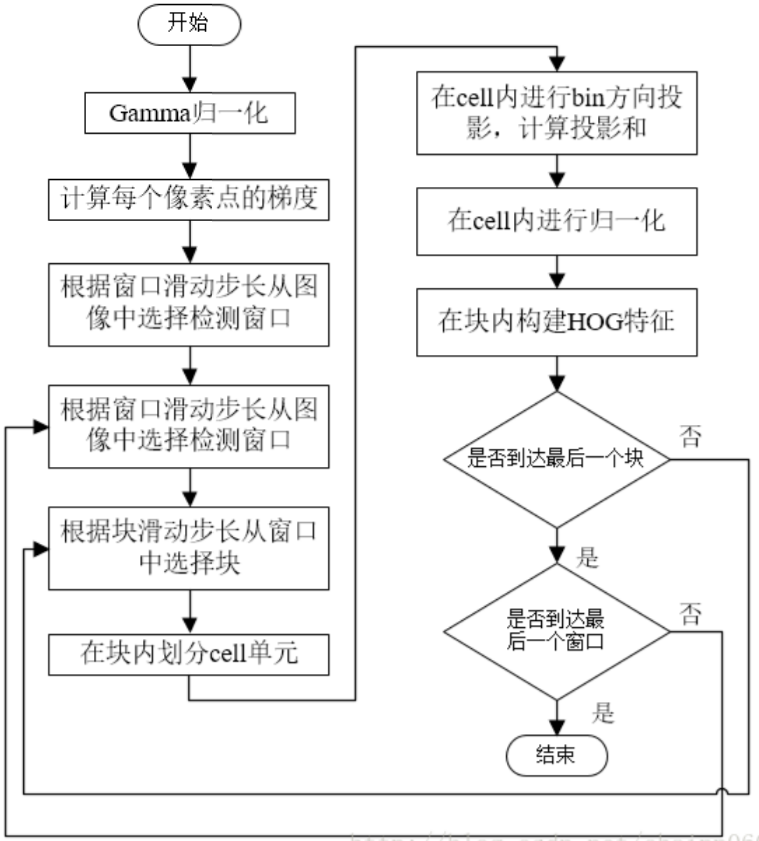 开始
Gamma归一化
计算每个像素点的梯度
根据窗口滑动步长从图
像中选择检测窗口
根据窗口滑动步长从图
像中选择检测窗口
根据块滑动步长从窗口
中选择块
在块内划分cell单元
在cell内进行bin方向投
影，计算投影和
在cell内进行归一化
在块内构建HOG特征
是否到达最后一个块
否
是
是否到达最
后一个窗口
否
是
结束